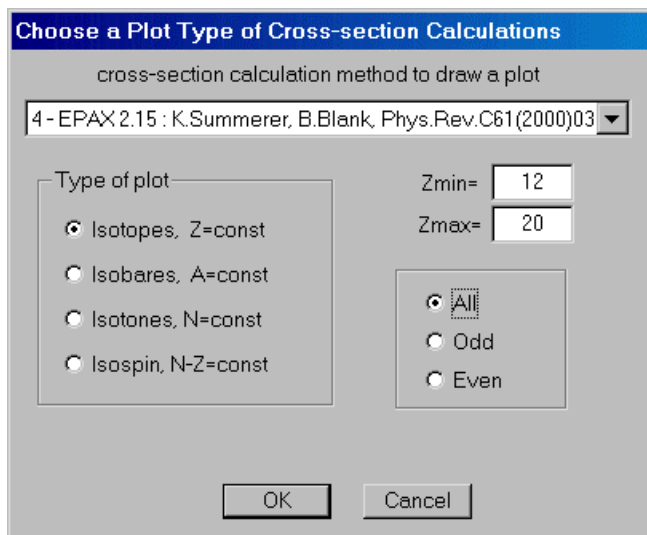 Choose a Plot Type of Cross-section Calculations
cross-section calculation method to draw a plot
4 - EPAX 2.15 : K.Summerer, B.Blank, Phys.Rev.C61(2000)03
Type of plot
Isotopes, Z=const
Isobares, A=const
Isotones, N=const
Isospin, N-Z=const
Zmin= 12
Zmax= 20
All
Odd
Even
OK Cancel